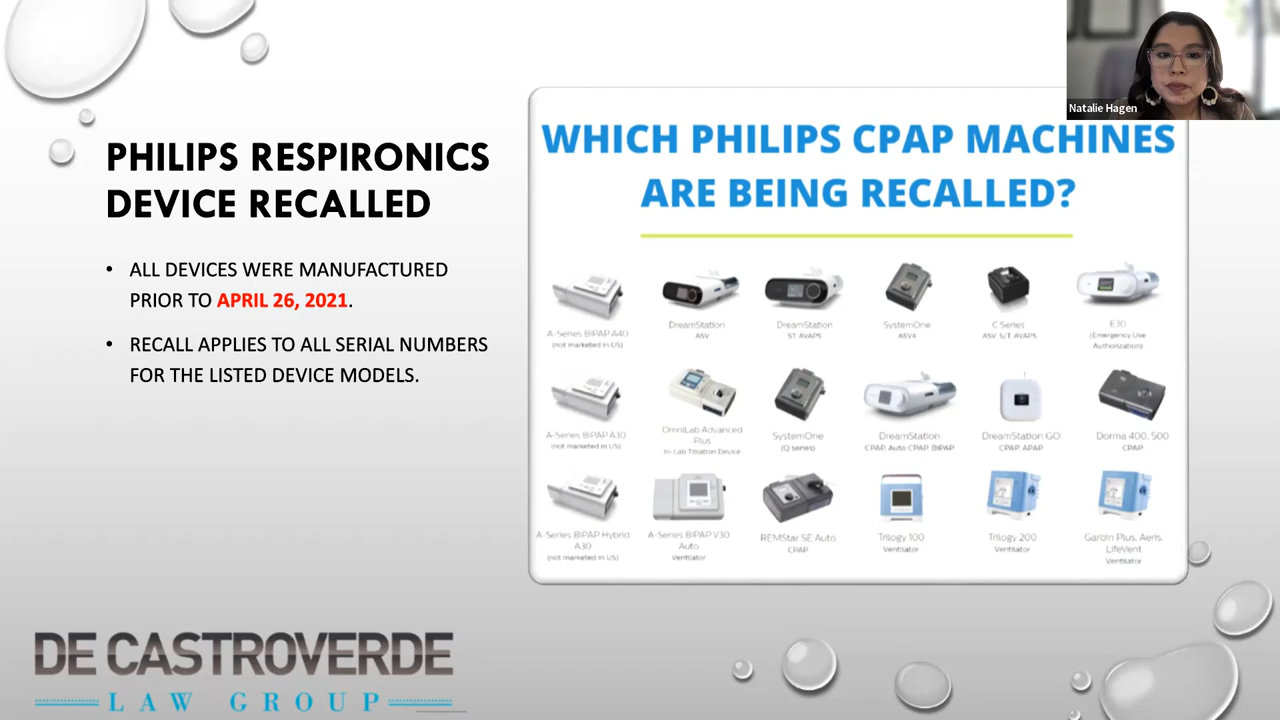 Natalie Hagen
PHILIPS RESPIRONICS
DEVICE RECALLED
• ALL DEVICES WERE MANUFACTURED
PRIOR TO APRIL 26, 2021.
• RECALL APPLIES TO ALL SERIAL NUMBERS
FOR THE LISTED DEVICE MODELS.
WHICH PHILIPS CPAP MACHINES
ARE BEING RECALLED?
A-Series BiPAP A40
(not marketed in US)
DreamStation
ASV
DreamStation
ST, AVAPS
SystemOne
ASV4
C Series
ASV, S/T, AVAPS
E30
(Emergency Use
Authorization)
A-Series BiPAP A30
(not marketed in US)
OmniLab Advanced
Plus
In-Lab Titration Device
SystemOne
(Q series)
DreamStation
CPAP, Auto CPAP, BiPAP
DreamStation GO
CPAP, APAP
Dorma 400, 500
CPAP
A-Series BiPAP Hybrid
A30
(not marketed in US)
A-Series BiPAP V30
Auto
Ventilator
REMStar SE Auto
CPAP
Trilogy 100
Ventilator
Trilogy 200
Ventilator
Garbin Plus, Aeris,
LifeVent
Ventilator
DE CASTROVERDE
LAW GROUP